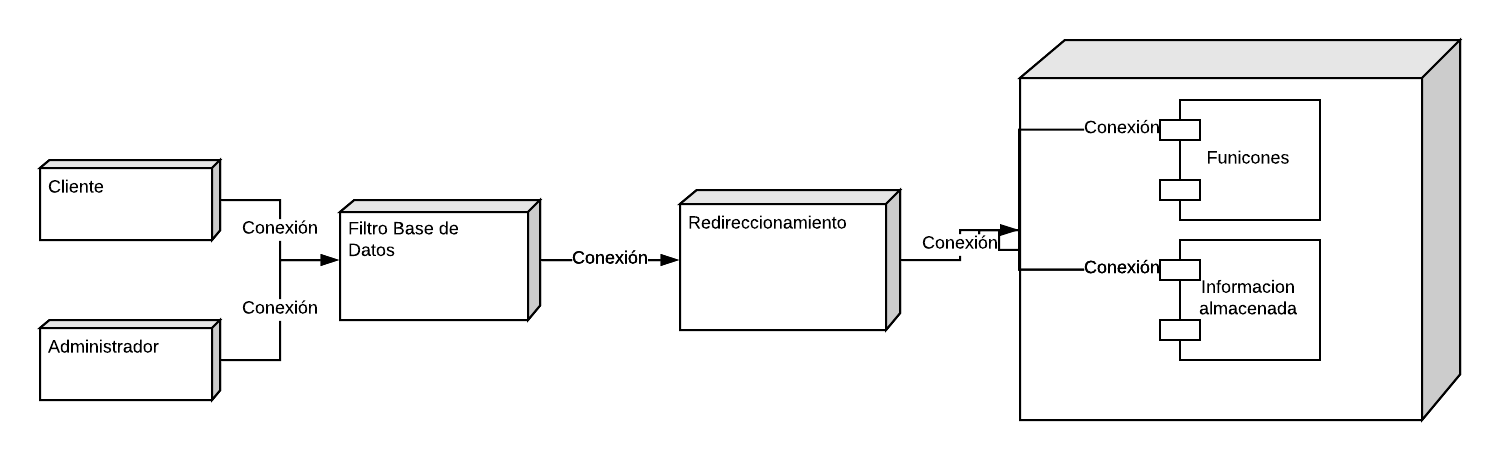 Cliente
Conexión
Administrador
Conexión
Filtro Base de
Datos
Conexión
Redireccionamiento
Conexión
Conexión
Funicones
Conexión
Informacion
almacenada